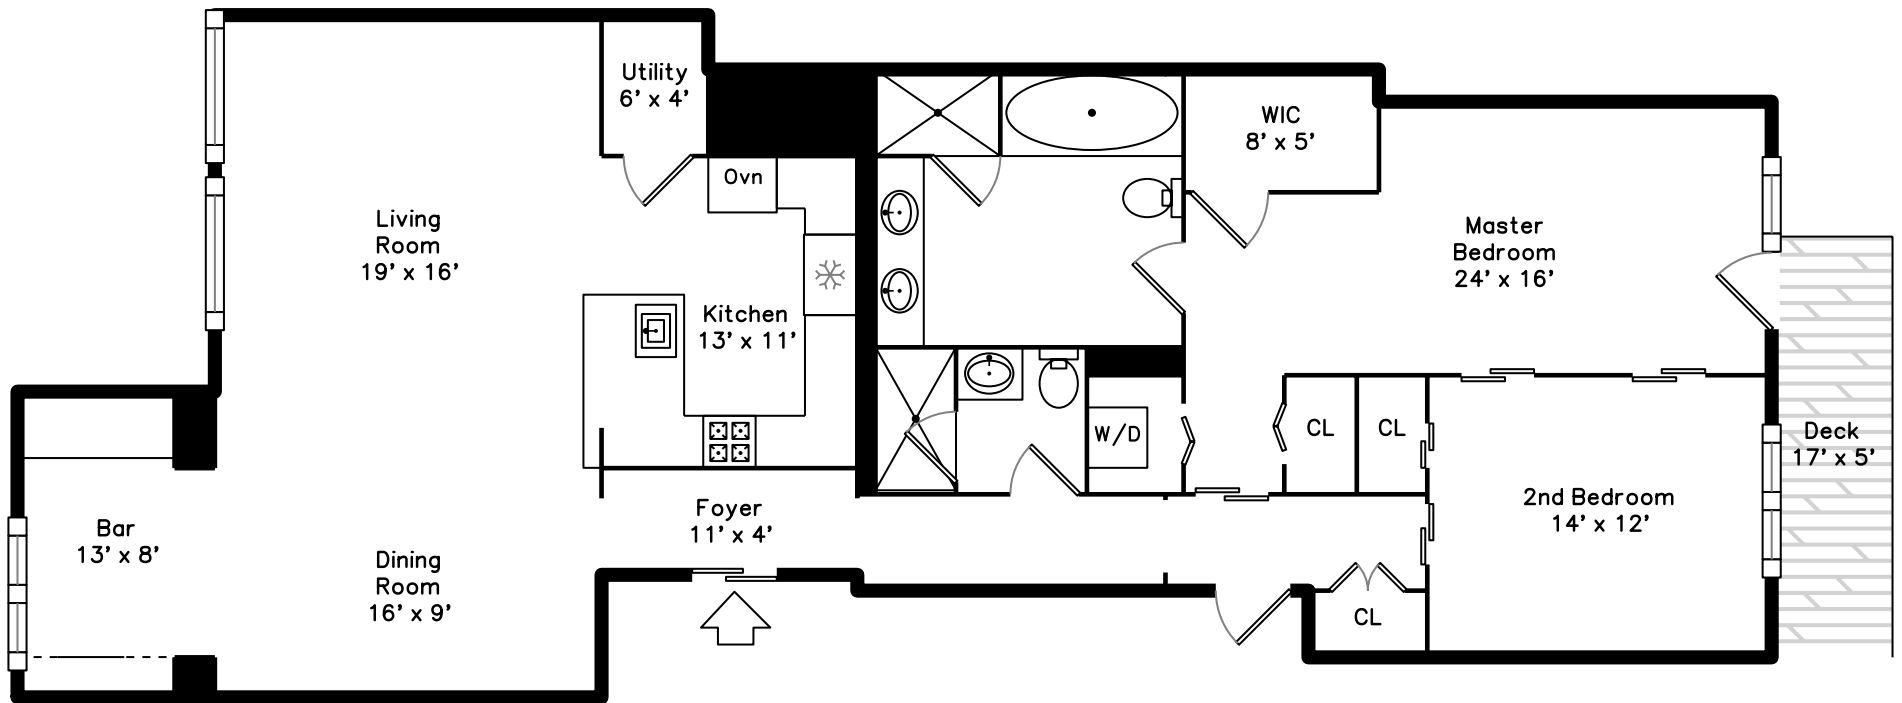 Utility
6' x 4'
Ovn
WIC
8' x 5'
Living
Room
19' x 16'
Master
Bedroom
24' x 16'
Kitchen
13' x 11'
W/D
CL
CL
Deck
17' x 5'
2nd Bedroom
14' x 12'
Foyer
11' x 4'
Bar
13' x 8'
Dining
Room
16' x 9'
CL